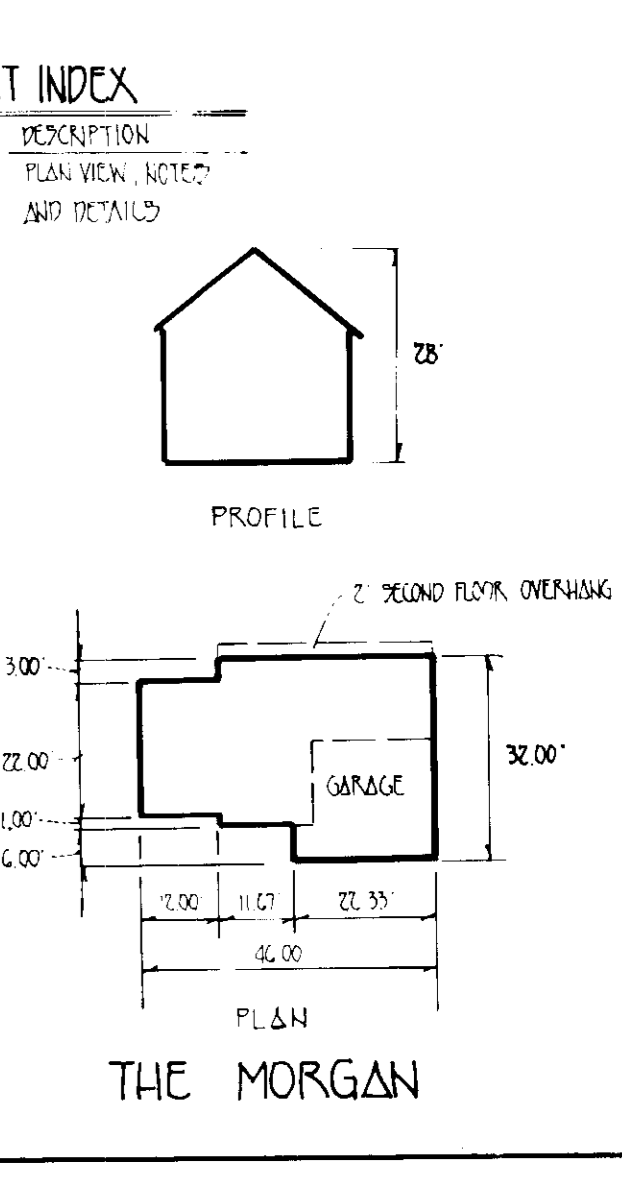 T INDEX
DESCRIPTION
PLAN VIEW, NOTES
AND DETAILS
28'
PROFILE
2' SECOND FLOOR OVERHANG
3.00'
22.00'
1.00'
6.00'
32.00'
GARAGE
12.00' 11.67' 22.33'
46.00
PLAN
THE MORGAN